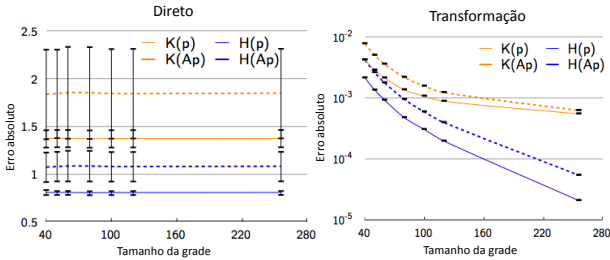 Direto
K(p) H(p)
K(Ap) H(Ap)
Erro absoluto
2.5
2
1.5
1
0.5
40 100 160 220 280
Tamanho da grade
Transformação
K(p) H(p)
K(Ap) H(Ap)
Erro absoluto
10-2
10-3
10-4
10-5
40 100 160 220 280
Tamanho da grade